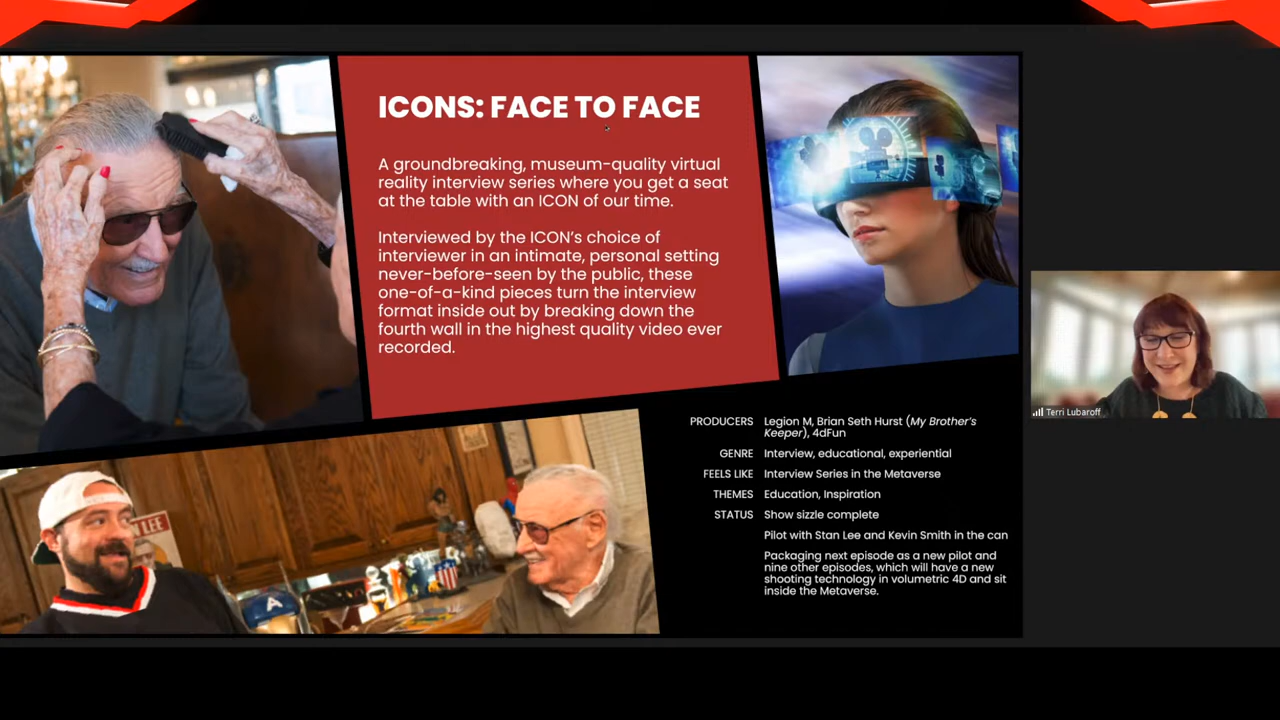 ICONS: FACE TO FACE
A groundbreaking, museum-quality virtual
reality interview series where you get a seat
at the table with an ICON of our time.
Interviewed by the ICON's choice of
interviewer in an intimate, personal setting
never-before-seen by the public, these
one-of-a-kind pieces turn the interview
format inside out by breaking down the
fourth wall in the highest quality video ever
recorded.
PRODUCERS Legion M, Brian Seth Hurst (My Brother's
Keeper), 4dFun
GENRE Interview, educational, experiential
FEELS LIKE Interview Series in the Metaverse
THEMES Education, Inspiration
STATUS Show sizzle complete
Pilot with Stan Lee and Kevin Smith in the can
Packaging next episode as a new pilot and
nine other episodes, which will have a new
shooting technology in volumetric 4D and sit
inside the Metaverse.
Terri Lubaroff
LEE
A